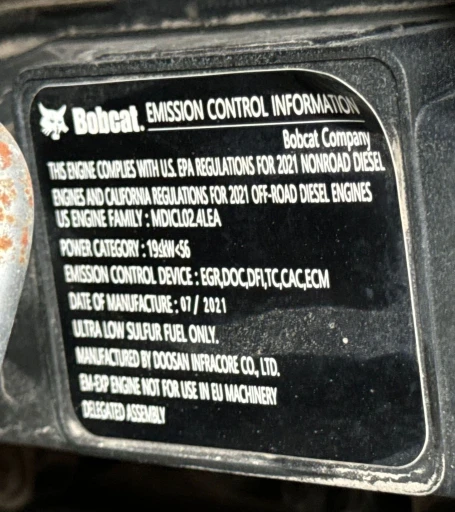 Bobcat. EMISSION CONTROL INFORMATION
Bobcat Company
THIS ENGINE COMPLIES WITH U.S. EPA REGULATIONS FOR 2021 NONROAD DIESEL
ENGINES AND CALIFORNIA REGULATIONS FOR 2021 OFF-ROAD DIESEL ENGINES
US ENGINE FAMILY : MDICL02.4LEA
POWER CATEGORY : 19≤kW<56
EMISSION CONTROL DEVICE : EGR,DOC,DFI,TC,CAC,ECM
DATE OF MANUFACTURE : 07 / 2021
ULTRA LOW SULFUR FUEL ONLY.
MANUFACTURED BY DOOSAN INFRACORE CO., LTD.
EM-EXP ENGINE NOT FOR USE IN EU MACHINERY
DELEGATED ASSEMBLY